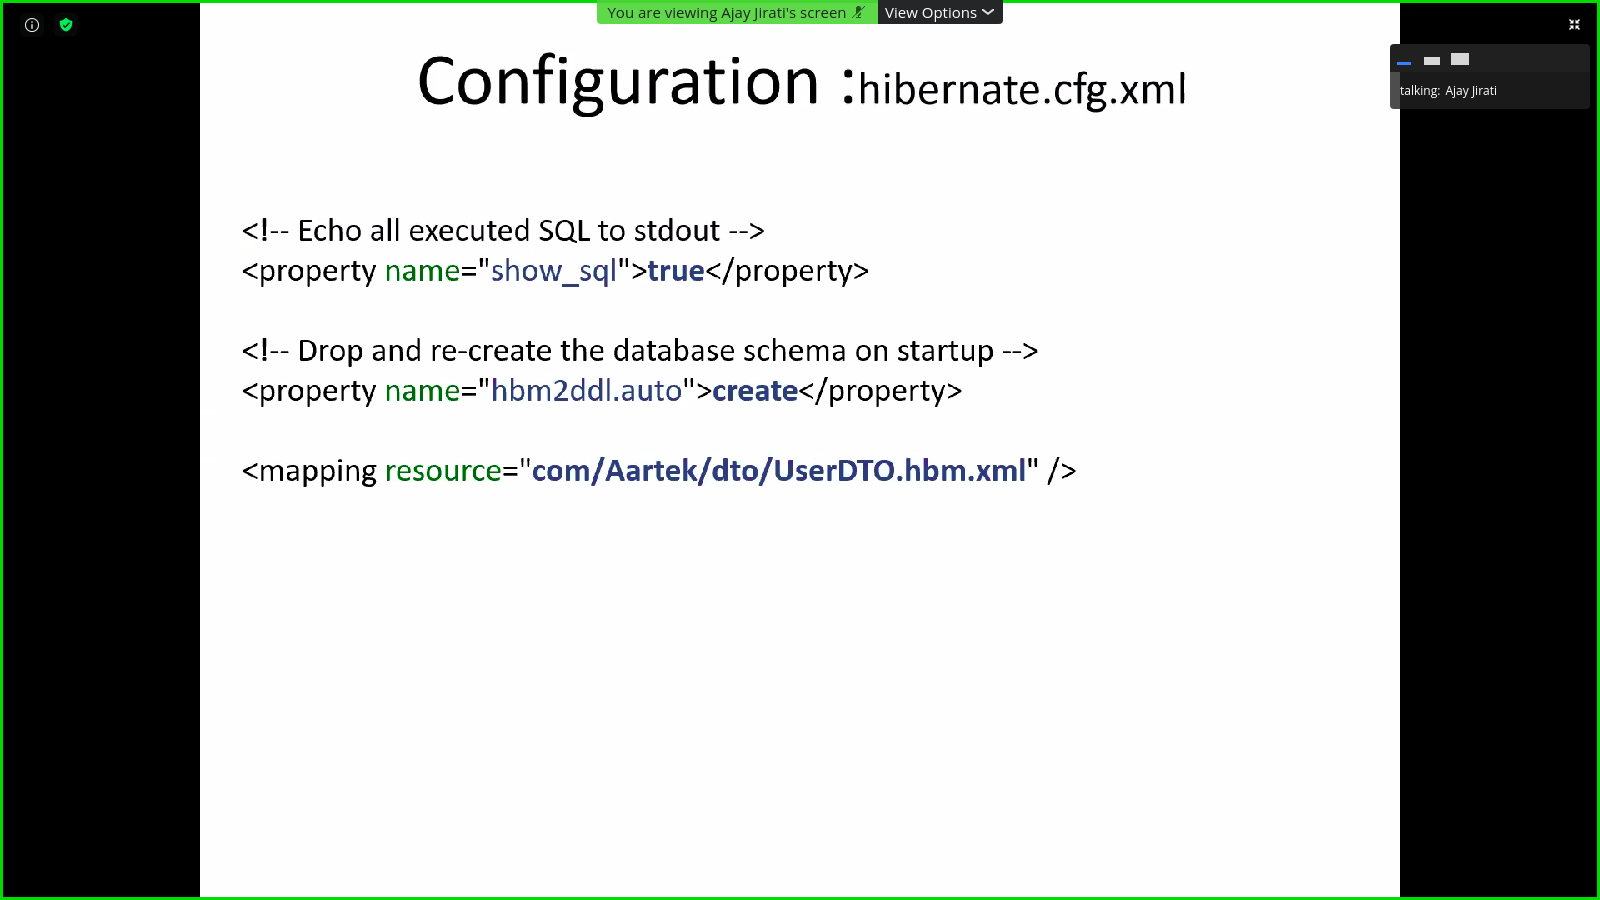 You are viewing Ajay Jirati's screen View Options
Configuration :hibernate.cfg.xml
talking: Ajay Jirati
<!-- Echo all executed SQL to stdout -->
<property name="show_sql">true</property>
<!-- Drop and re-create the database schema on startup -->
<property name="hbm2ddl.auto">create</property>
<mapping resource="com/Aartek/dto/UserDTO.hbm.xml" />